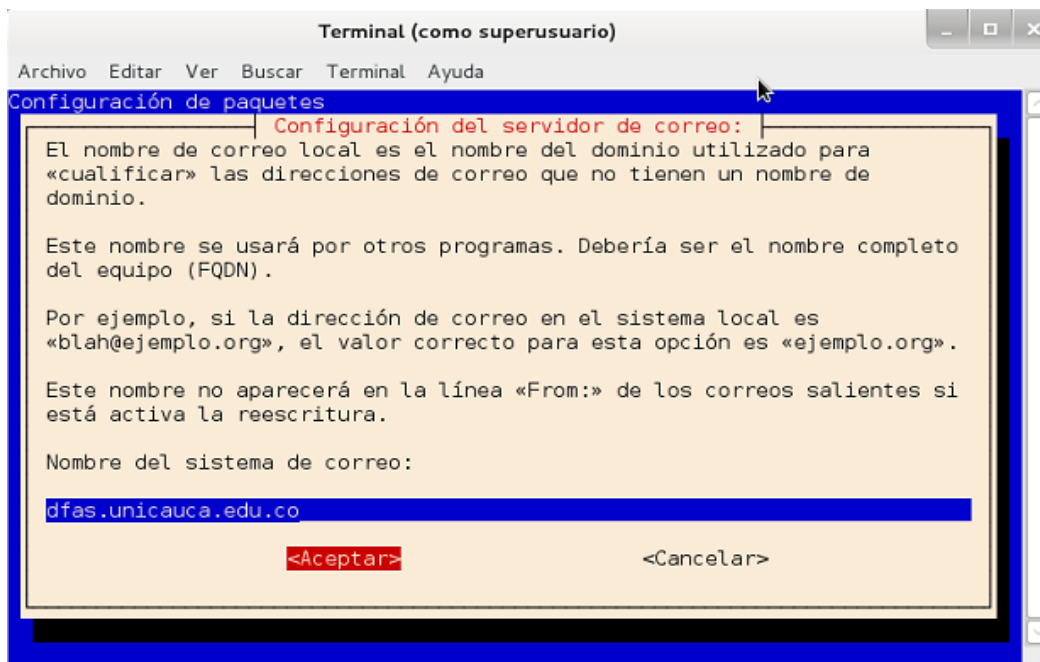 Terminal (como superusuario)
Archivo Editar Ver Buscar Terminal Ayuda
Configuración de paquetes
Configuración del servidor de correo:
El nombre de correo local es el nombre del dominio utilizado para
«cualificar» las direcciones de correo que no tienen un nombre de
dominio.
Este nombre se usará por otros programas. Debería ser el nombre completo
del equipo (FQDN).
Por ejemplo, si la dirección de correo en el sistema local es
«blah@ejemplo.org», el valor correcto para esta opción es «ejemplo.org».
Este nombre no aparecerá en la línea «From:» de los correos salientes si
está activa la reescritura.
Nombre del sistema de correo:
dfas.unicauca.edu.co
<Aceptar> <Cancelar>